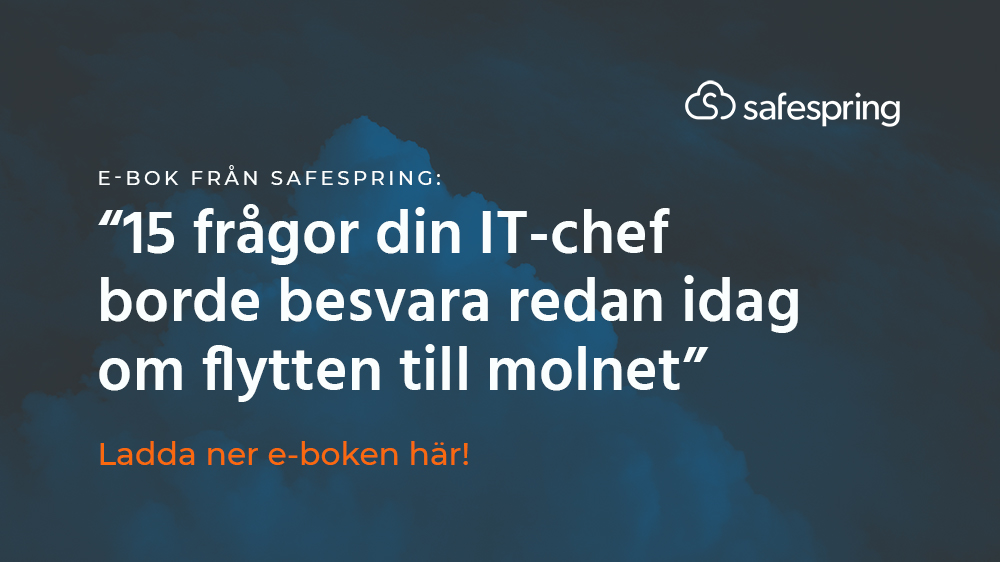 safespring
E-BOK FRÅN SAFESPRING:
“15 frågor din IT-chef
borde besvara redan idag
om flytten till molnet”
Ladda ner e-boken här!